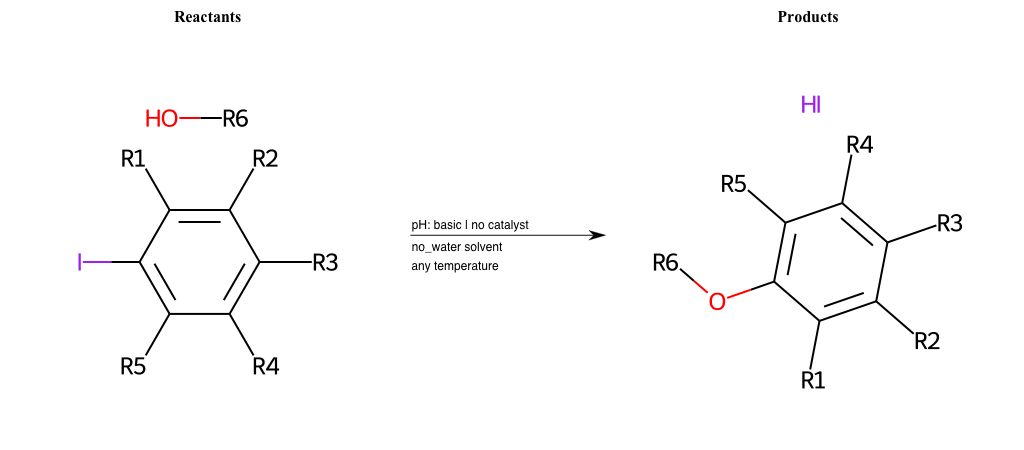 Reactants
Products
HI
HO R6
R1 R2
R4
R5
pH: basic | no catalyst
R3
no_water solvent
I R3
R6
any temperature
O
R2
R5 R4
R1